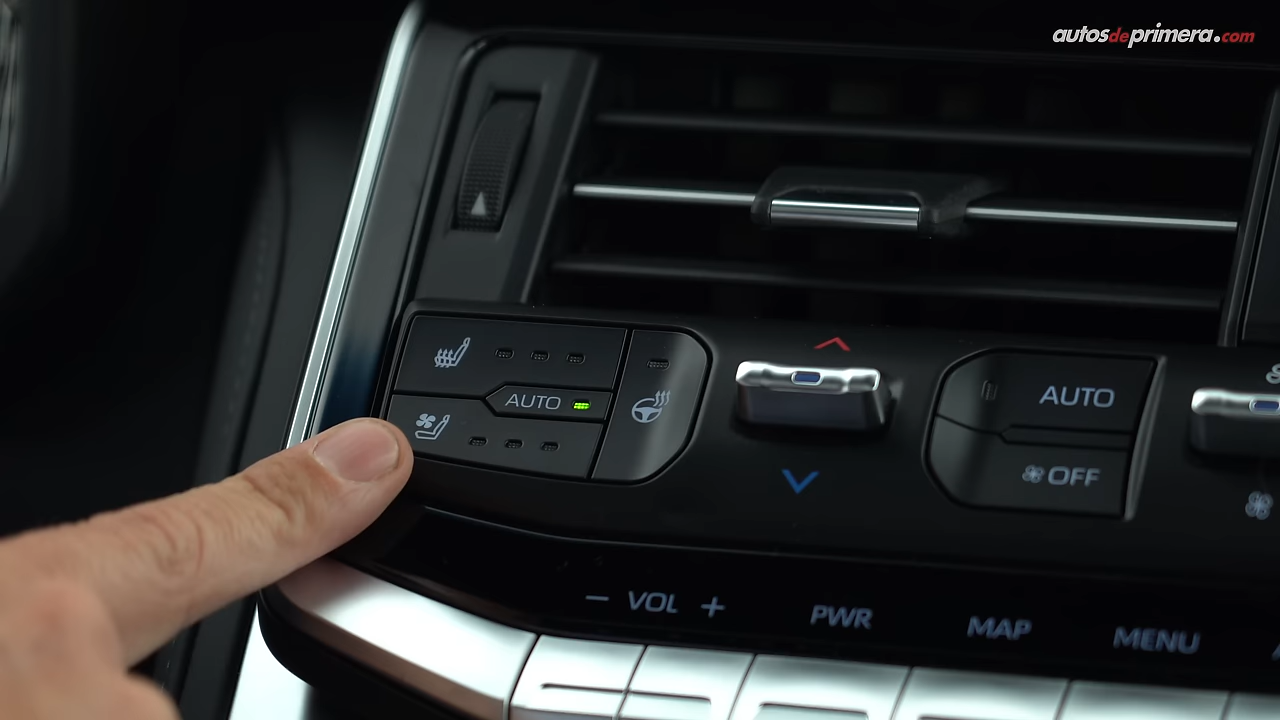 autosdeprimera.com
AUTO
AUTO
OFF
− VOL +
PWR
MAP
MENU